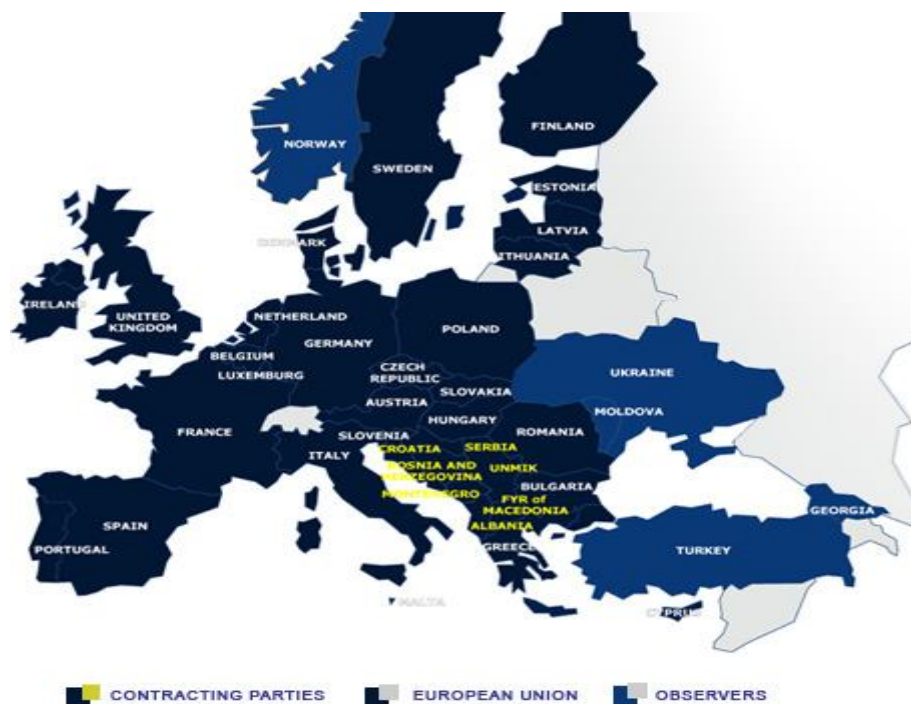 FINLAND
NORWAY
SWEDEN
ESTONIA
LATVIA
DENMARK
LITHUANIA
IRELAND
UNITED
KINGDOM
NETHERLAND
POLAND
GERMANY
BELGIUM
LUXEMBURG
CZECH
REPUBLIC
UKRAINE
SLOVAKIA
AUSTRIA
MOLDOVA
HUNGARY
FRANCE
ROMANIA
SLOVENIA
CROATIA
SERBIA
ITALY
BOSNIA AND
HERZEGOVINA
UNMIK
BULGARIA
MONTENEGRO
FYR of
MACEDONIA
GEORGIA
SPAIN
ALBANIA
PORTUGAL
GREECE
TURKEY
MALTA
CYPRUS
CONTRACTING PARTIES
EUROPEAN UNION
OBSERVERS